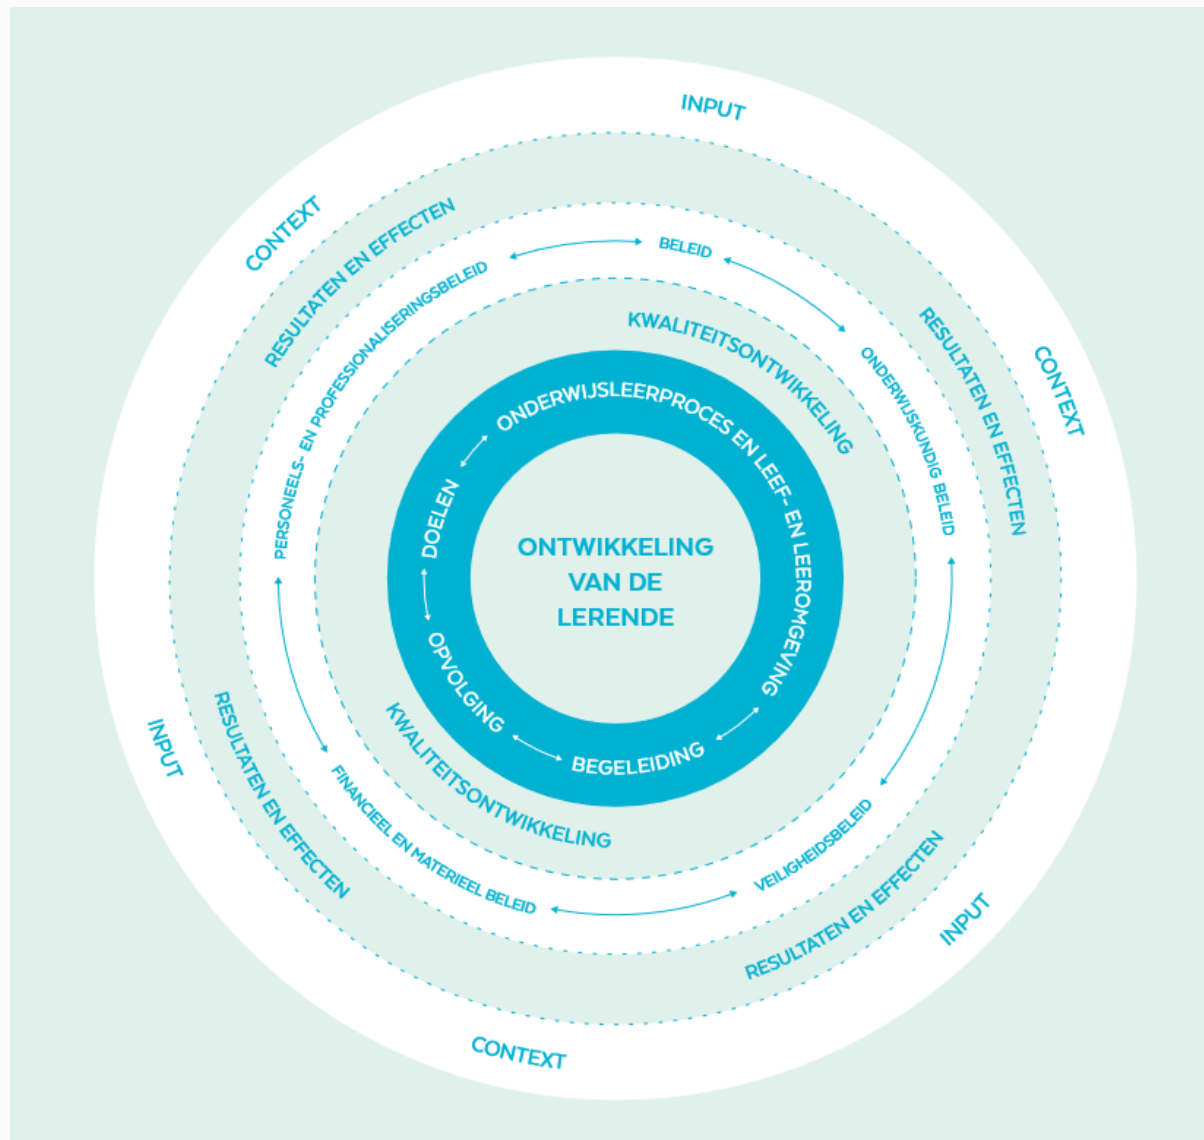 INPUT
CONTEXT
CONTEXT
INPUT
INPUT
CONTEXT
RESULTATEN EN EFFECTEN
RESULTATEN EN EFFECTEN
RESULTATEN EN EFFECTEN
RESULTATEN EN EFFECTEN
BELEID
ONDERWIJSKUNDIG BELEID
VEILIGHEIDSBELEID
FINANCIEEL EN MATERIEEL BELEID
PERSONEELS- EN PROFESSIONALISERINGSBELEID
KWALITEITSONTWIKKELING
KWALITEITSONTWIKKELING
ONDERWIJSLEERPROCES EN LEEF- EN LEEROMGEVING
BEGELEIDING
OPVOLGING
DOELEN
ONTWIKKELING
VAN DE
LERENDE